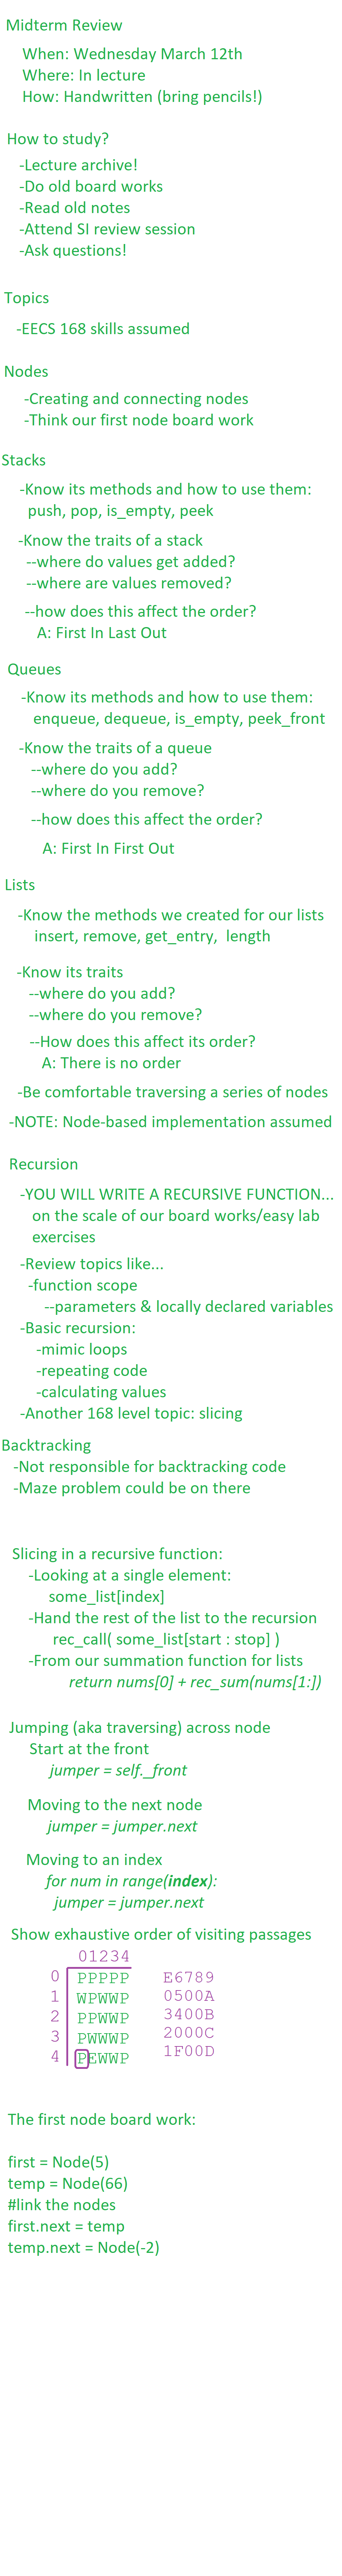 Midterm Review
When: Wednesday March 12th
Where: In lecture
How: Handwritten (bring pencils!)
How to study?
-Lecture archive!
-Do old board works
-Read old notes
-Attend SI review session
-Ask questions!
Topics
-EECS 168 skills assumed
Nodes
-Creating and connecting nodes
-Think our first node board work
Stacks
-Know its methods and how to use them:
push, pop, is_empty, peek
-Know the traits of a stack
--where do values get added?
--where are values removed?
--how does this affect the order?
A: First In Last Out
Queues
-Know its methods and how to use them:
enqueue, dequeue, is_empty, peek_front
-Know the traits of a queue
--where do you add?
--where do you remove?
--how does this affect the order?
A: First In First Out
Lists
-Know the methods we created for our lists
insert, remove, get_entry, length
-Know its traits
--where do you add?
--where do you remove?
--How does this affect its order?
A: There is no order
-Be comfortable traversing a series of nodes
-NOTE: Node-based implementation assumed
Recursion
-YOU WILL WRITE A RECURSIVE FUNCTION...
on the scale of our board works/easy lab
exercises
-Review topics like...
-function scope
--parameters & locally declared variables
-Basic recursion:
-mimic loops
-repeating code
-calculating values
-Another 168 level topic: slicing
Backtracking
-Not responsible for backtracking code
-Maze problem could be on there
Slicing in a recursive function:
-Looking at a single element:
some_list[index]
-Hand the rest of the list to the recursion
rec_call( some_list[start : stop] )
-From our summation function for lists
return nums[0] + rec_sum(nums[1:])
Jumping (aka traversing) across node
Start at the front
jumper = self._front
Moving to the next node
jumper = jumper.next
Moving to an index
for num in range(index):
jumper = jumper.next
Show exhaustive order of visiting passages
01234
0 PPPPP E6789
1 WPWWP 0500A
2 PPWWP 3400B
3 PWWWP 2000C
4 PEWWP 1F00D
The first node board work:
first = Node(5)
temp = Node(66)
#link the nodes
first.next = temp
temp.next = Node(-2)